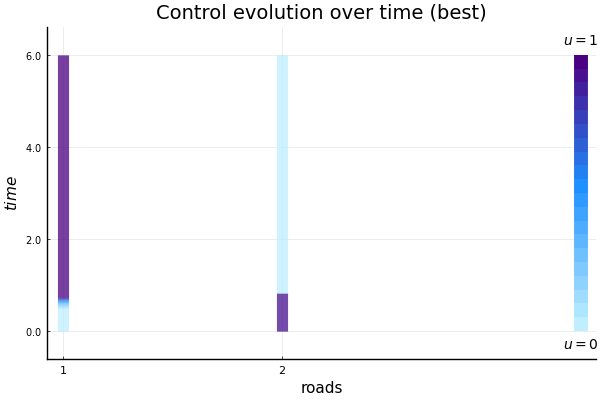 Control evolution over time (best)
u = 1
6.0
4.0
time
2.0
0.0
u = 0
1
2
roads